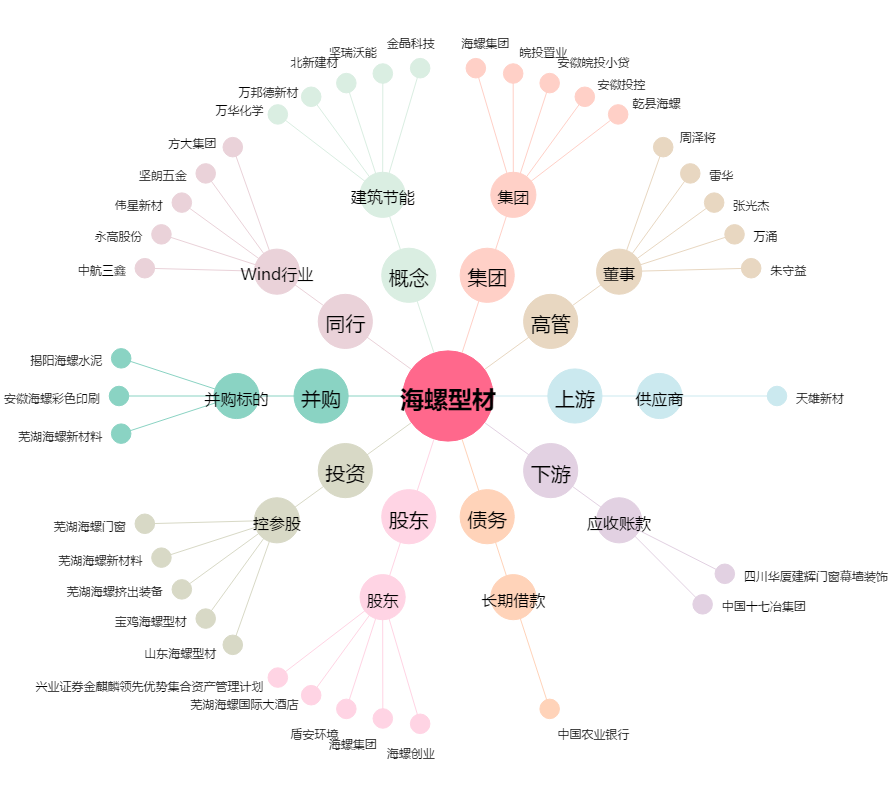 金晶科技
坚瑞沃能
北新建材
万邦德新材
万华化学
建筑节能
概念
海螺集团
皖投置业
安徽皖投小贷
安徽投控
乾县海螺
集团
集团
方大集团
坚朗五金
伟星新材
永高股份
中航三鑫
Wind行业
同行
周泽将
雷华
张光杰
万涌
朱守益
董事
高管
揭阳海螺水泥
安徽海螺彩色印刷
芜湖海螺新材料
并购标的
并购
海螺型材
上游
供应商
天雄新材
投资
控参股
芜湖海螺门窗
芜湖海螺新材料
芜湖海螺挤出装备
宝鸡海螺型材
山东海螺型材
下游
应收账款
四川华厦建辉门窗幕墙装饰
中国十七冶集团
股东
股东
兴业证券金麒麟领先优势集合资产管理计划
芜湖海螺国际大酒店
盾安环境
海螺集团
海螺创业
债务
长期借款
中国农业银行